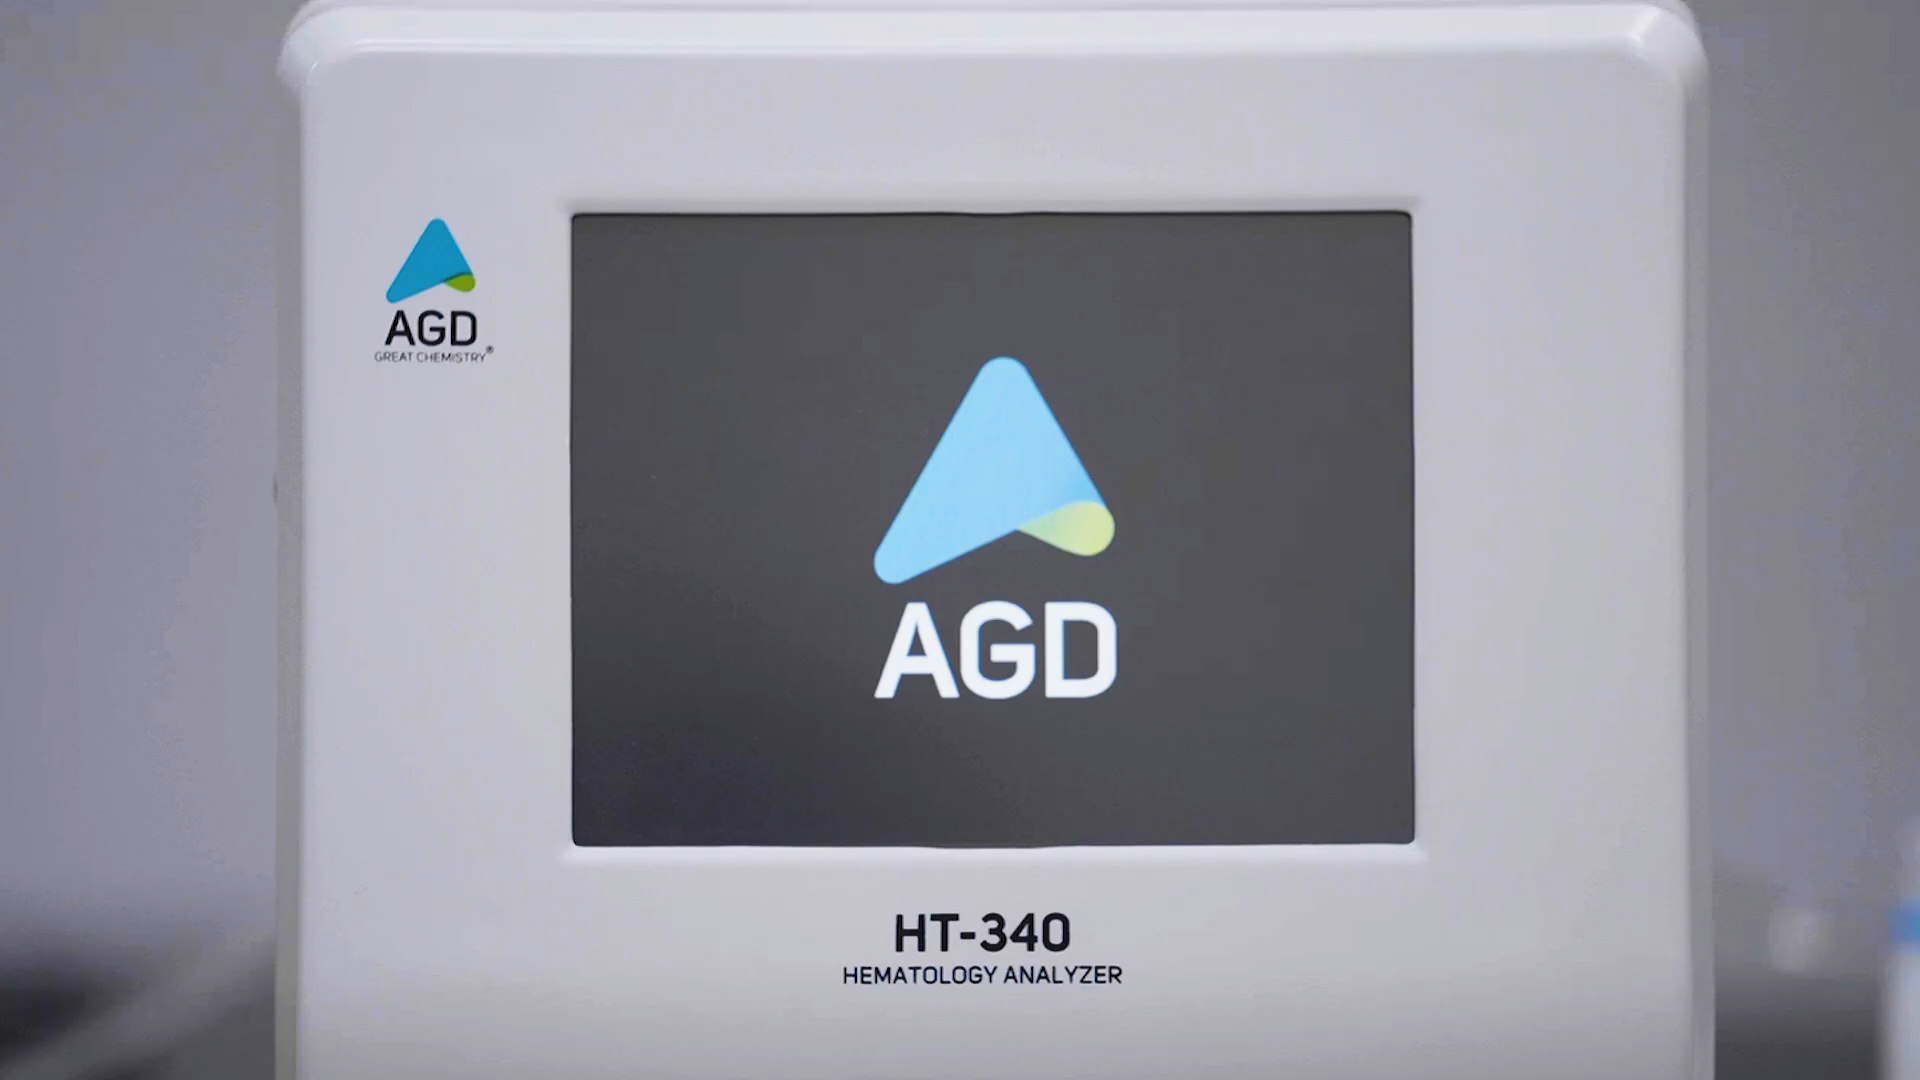 AGD
GREAT CHEMISTRY®
AGD
HT-340
HEMATOLOGY ANALYZER